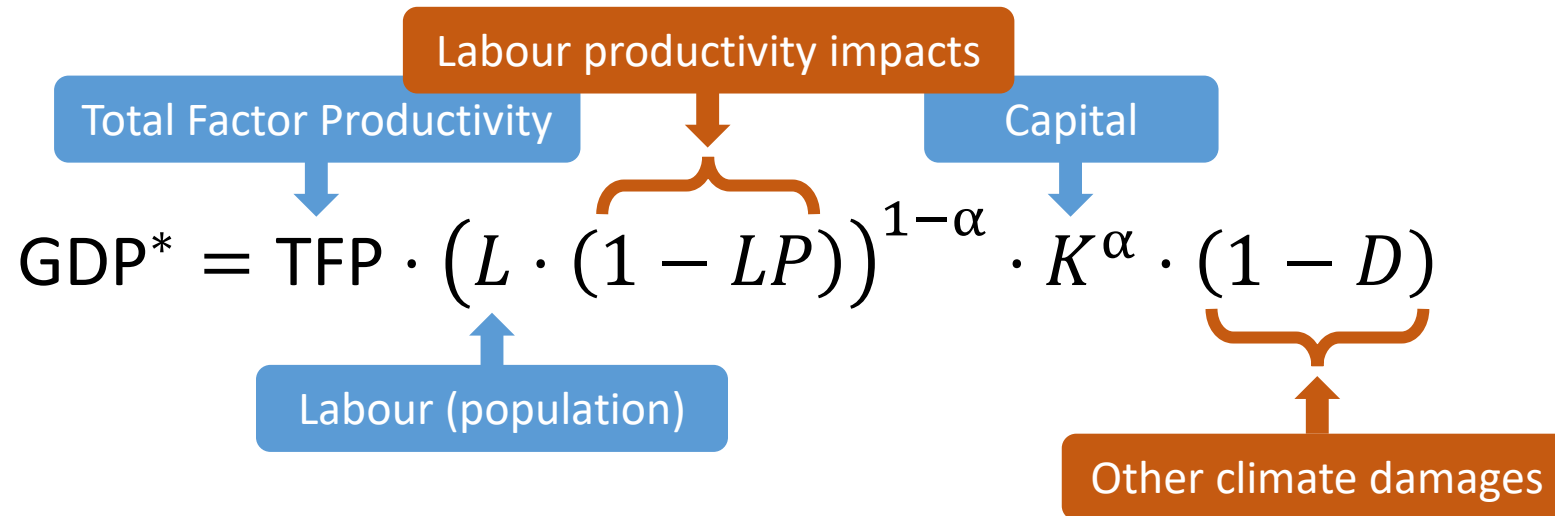 Labour productivity impacts
Total Factor Productivity
Capital
GDP* = TFP · (L · (1 − LP))^{1−α} · K^α · (1 − D)
Labour (population)
Other climate damages